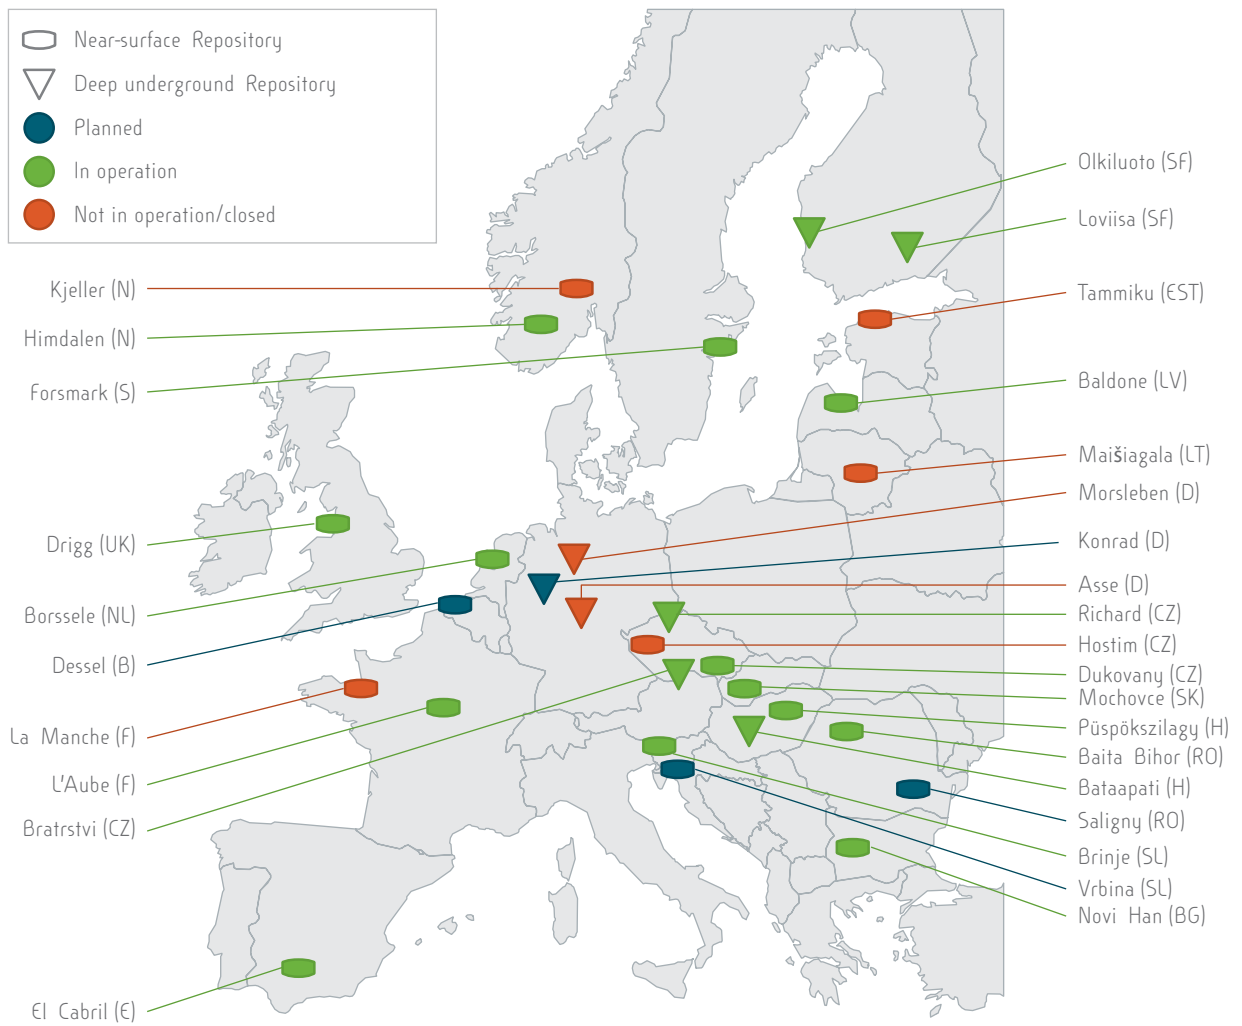 Near-surface Repository
Deep underground Repository
Planned
In operation
Not in operation/closed
Kjeller (N)
Himdalen (N)
Forsmark (S)
Drigg (UK)
Borssele (NL)
Dessel (B)
La Manche (F)
L'Aube (F)
Bratrstvi (CZ)
El Cabril (E)
Olkiluoto (SF)
Loviisa (SF)
Tammiku (EST)
Baldone (LV)
Maišiagala (LT)
Morsleben (D)
Konrad (D)
Asse (D)
Richard (CZ)
Hostim (CZ)
Dukovany (CZ)
Mochovce (SK)
Püspökszilagy (H)
Baita Bihor (RO)
Bataapati (H)
Saligny (RO)
Brinje (SL)
Vrbina (SL)
Novi Han (BG)